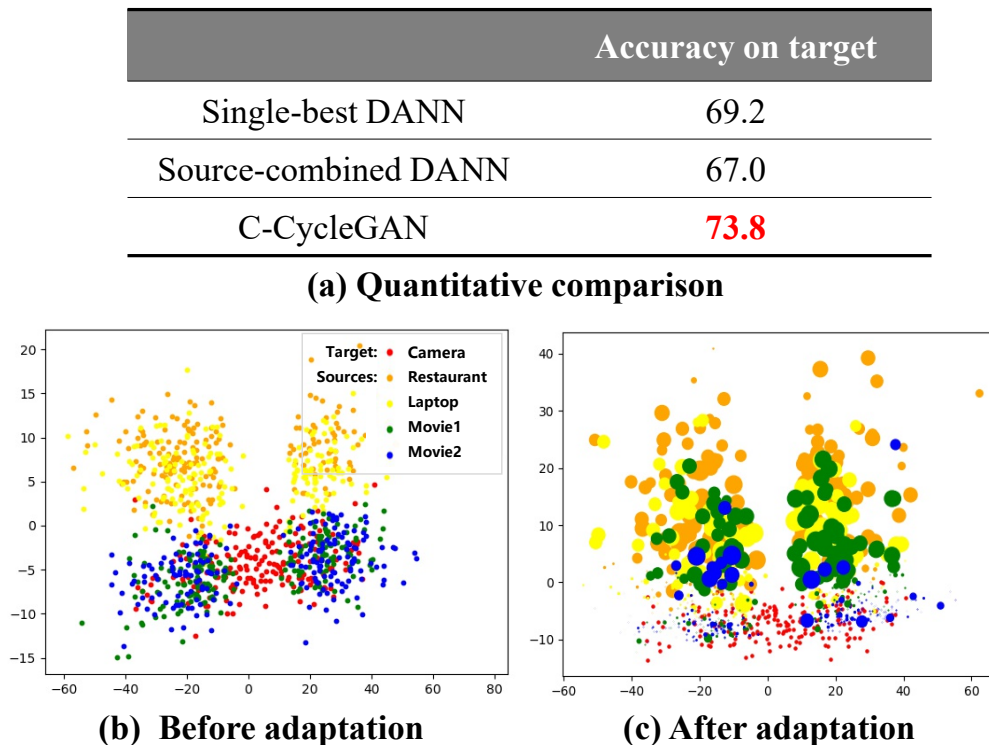 Accuracy on target
Single-best DANN 69.2
Source-combined DANN 67.0
C-CycleGAN 73.8
(a) Quantitative comparison
Target: Camera
Sources: Restaurant
Laptop
Movie1
Movie2
20
15
10
5
0
−5
−10
−15
−60 −40 −20 0 20 40 60 80
40
30
20
10
0
−10
−60 −40 −20 0 20 40 60
(b) Before adaptation
(c) After adaptation